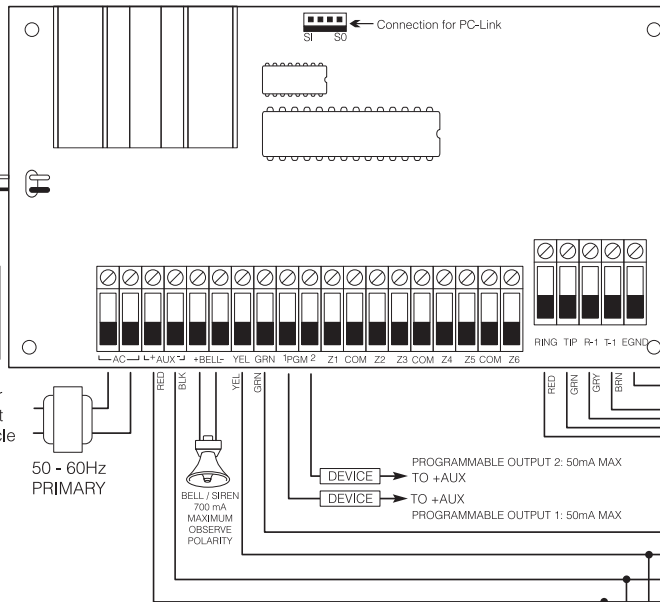 Connection for PC-Link
SI SO
RING TIP R-1 T-1 EGND
AC + AUX - +BELL- YEL GRN 1PGM 2 Z1 COM Z2 Z3 COM Z4 Z5 COM Z6
RED BLK YEL GRN
RED GRN GRY BRN
50 - 60Hz
PRIMARY
BELL / SIREN
700 mA
MAXIMUM
OBSERVE
POLARITY
PROGRAMMABLE OUTPUT 2: 50mA MAX
DEVICE TO +AUX
DEVICE TO +AUX
PROGRAMMABLE OUTPUT 1: 50mA MAX